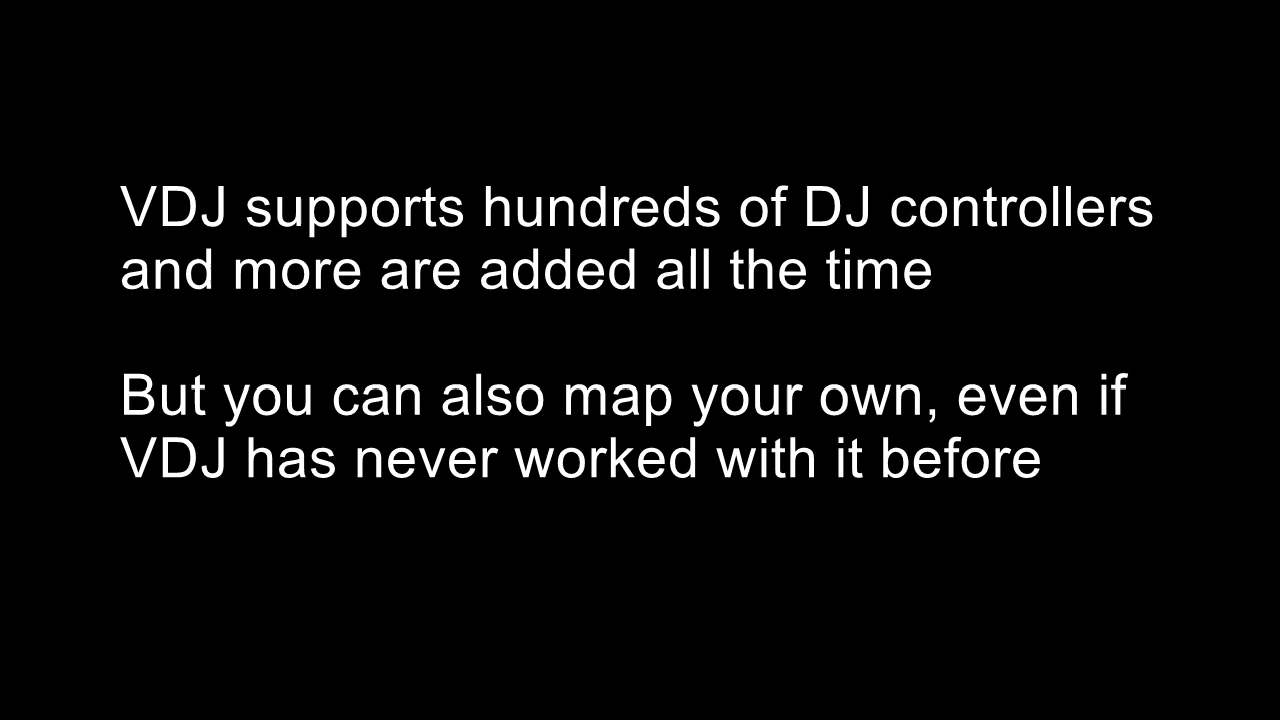 VDJ supports hundreds of DJ controllers
and more are added all the time
But you can also map your own, even if
VDJ has never worked with it before